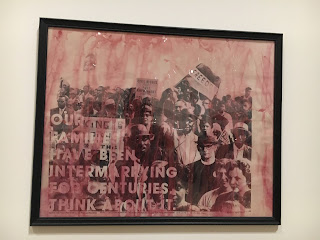 OUR
FAMILIES
HAVE BEEN
INTERMARRYING
FOR CENTURIES.
THINK ABOUT IT.